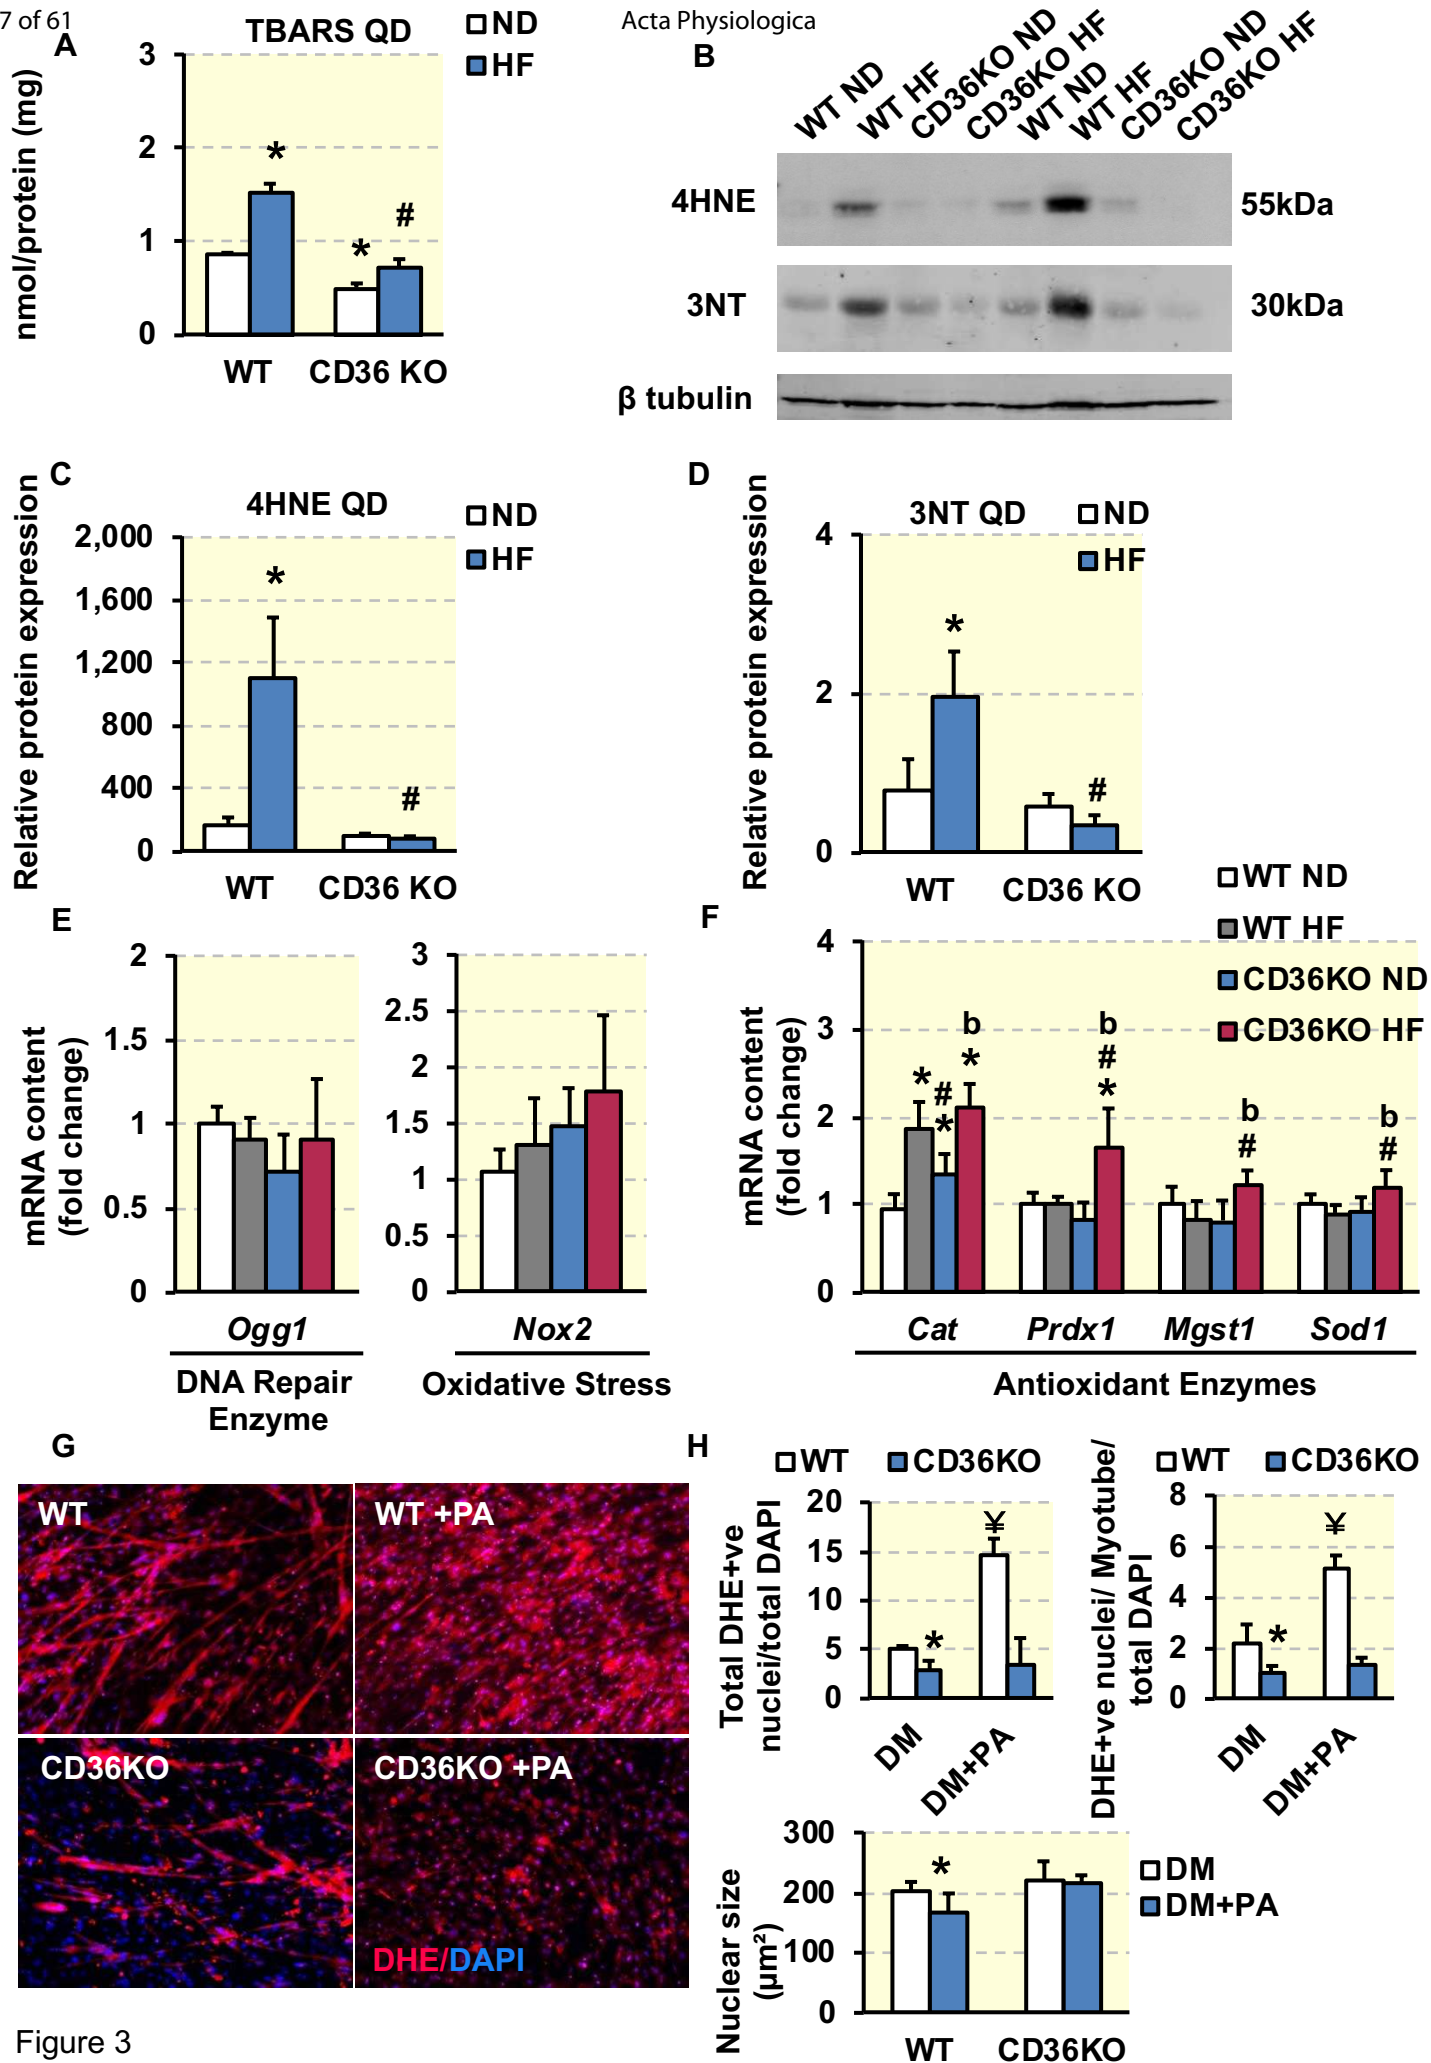 7 of 61
Acta Physiologica
A
TBARS QD
ND
HF
nmol/protein (mg)
3
2
1
0
*
*
#
WT
CD36 KO
B
WT ND
WT HF
CD36KO ND
CD36KO HF
WT ND
WT HF
CD36KO ND
CD36KO HF
4HNE
55kDa
3NT
30kDa
β tubulin
C
4HNE QD
ND
HF
Relative protein expression
2,000
1,600
1,200
800
400
0
*
#
WT
CD36 KO
D
3NT QD
ND
HF
Relative protein expression
4
2
0
*
#
WT
CD36 KO
E
mRNA content
(fold change)
2
1.5
1
0.5
0
Ogg1
DNA Repair
Enzyme
3
2.5
2
1.5
1
0.5
0
Nox2
Oxidative Stress
F
WT ND
WT HF
CD36KO ND
CD36KO HF
mRNA content
(fold change)
4
3
2
1
0
*
#
*
b
*
b
#
*
b
#
b
#
Cat
Prdx1
Mgst1
Sod1
Antioxidant Enzymes
G
WT
WT +PA
CD36KO
CD36KO +PA
DHE/DAPI
H
WT
CD36KO
Total DHE+ve
nuclei/total DAPI
20
15
10
5
0
*
¥
DM
DM+PA
WT
CD36KO
DHE+ve nuclei/ Myotube/
total DAPI
8
6
4
2
0
*
¥
DM
DM+PA
Nuclear size
(µm²)
300
200
100
0
*
DM
DM+PA
WT
CD36KO
Figure 3